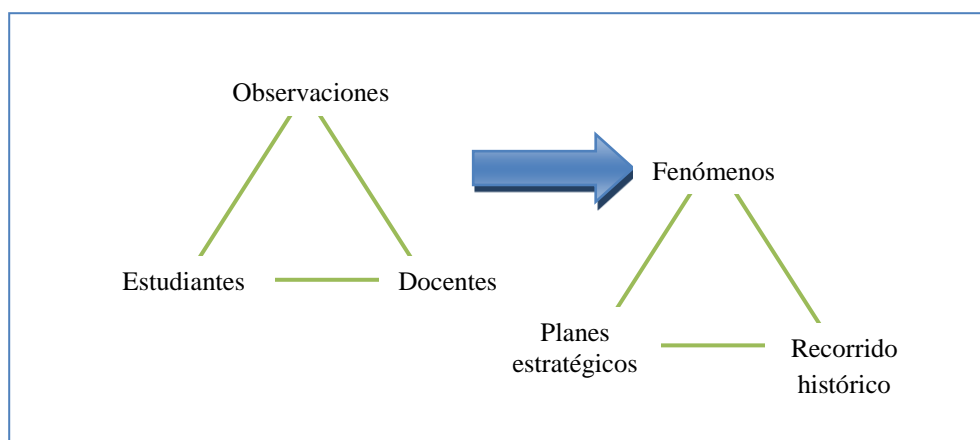 Observaciones
Fenómenos
Estudiantes
Docentes
Planes
estratégicos
Recorrido
histórico